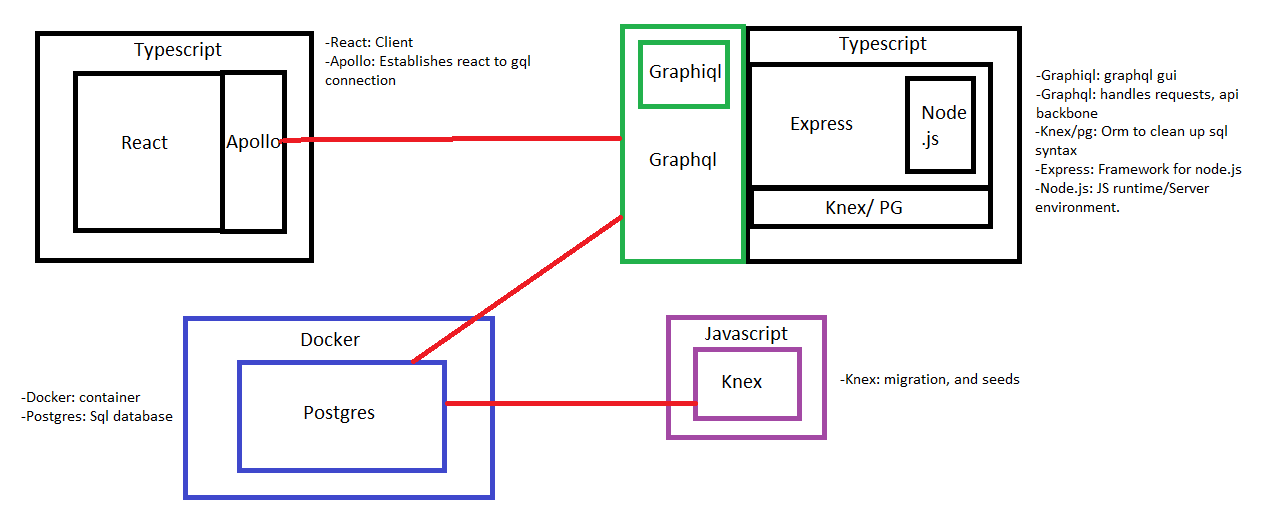 Typescript
React
Apollo
-React: Client
-Apollo: Establishes react to gql
connection
Graphiql
Graphql
Typescript
Express
Node
.js
Knex/ PG
-Graphiql: graphql gui
-Graphql: handles requests, api
backbone
-Knex/pg: Orm to clean up sql
syntax
-Express: Framework for node.js
-Node.js: JS runtime/Server
environment.
Docker
Postgres
-Docker: container
-Postgres: Sql database
Javascript
Knex
-Knex: migration, and seeds